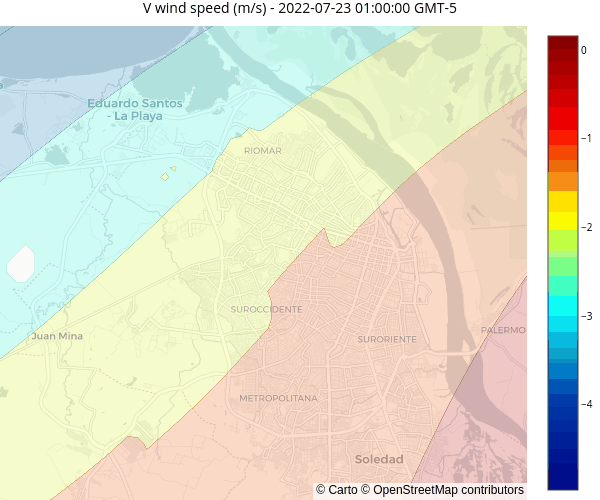 V wind speed (m/s) - 2022-07-23 01:00:00 GMT-5
Eduardo Santos
- La Playa
RIOMAR
SUROCCIDENTE
Juan Mina
SURORIENTE
PALERMO
METROPOLITANA
Soledad
© Carto © OpenStreetMap contributors
0
−1
−2
−3
−4